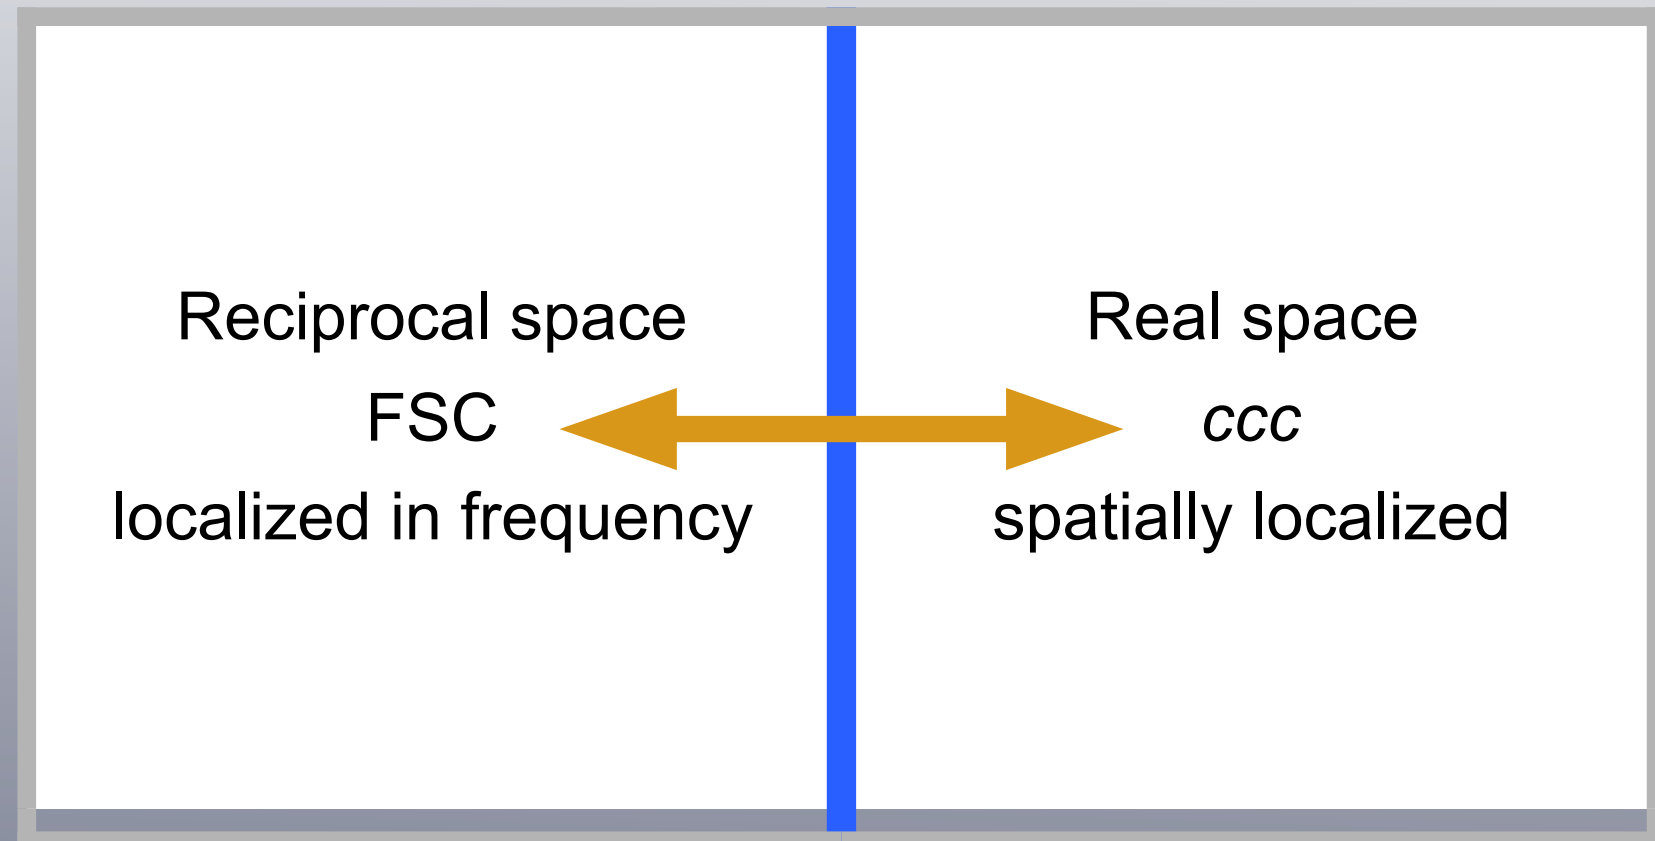 Reciprocal space
FSC
localized in frequency
Real space
ccc
spatially localized